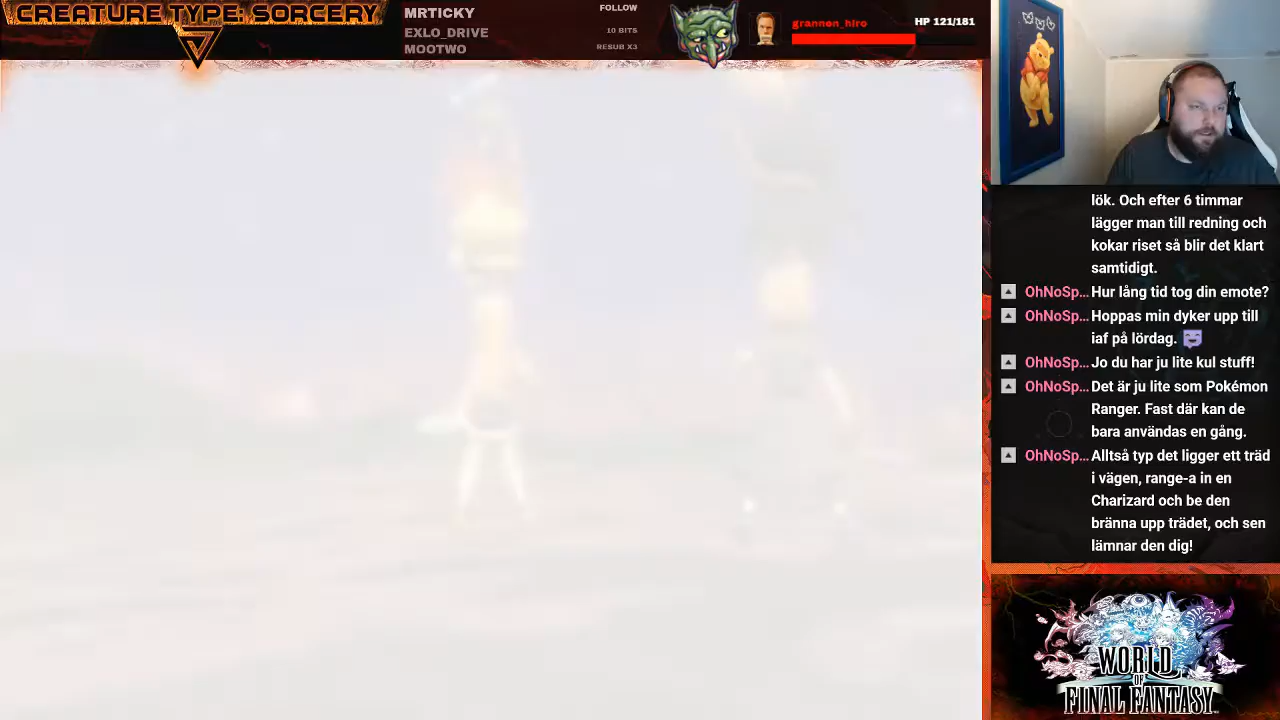 CREATURE TYPE: SORCERY
MRTICKY
FOLLOW
EXLO_DRIVE
10 BITS
MOOTWO
RESUB X3
grannon_hiro
HP 121/181
lök. Och efter 6 timmar
lägger man till redning och
kokar riset så blir det klart
samtidigt.
OhNoSp... Hur lång tid tog din emote?
OhNoSp... Hoppas min dyker upp till
iaf på lördag.
OhNoSp... Jo du har ju lite kul stuff!
OhNoSp... Det är ju lite som Pokémon
Ranger. Fast där kan de
bara användas en gång.
OhNoSp... Alltså typ det ligger ett träd
i vägen, range-a in en
Charizard och be den
bränna upp trädet, och sen
lämnar den dig!
WORLD
OF
FINAL FANTASY